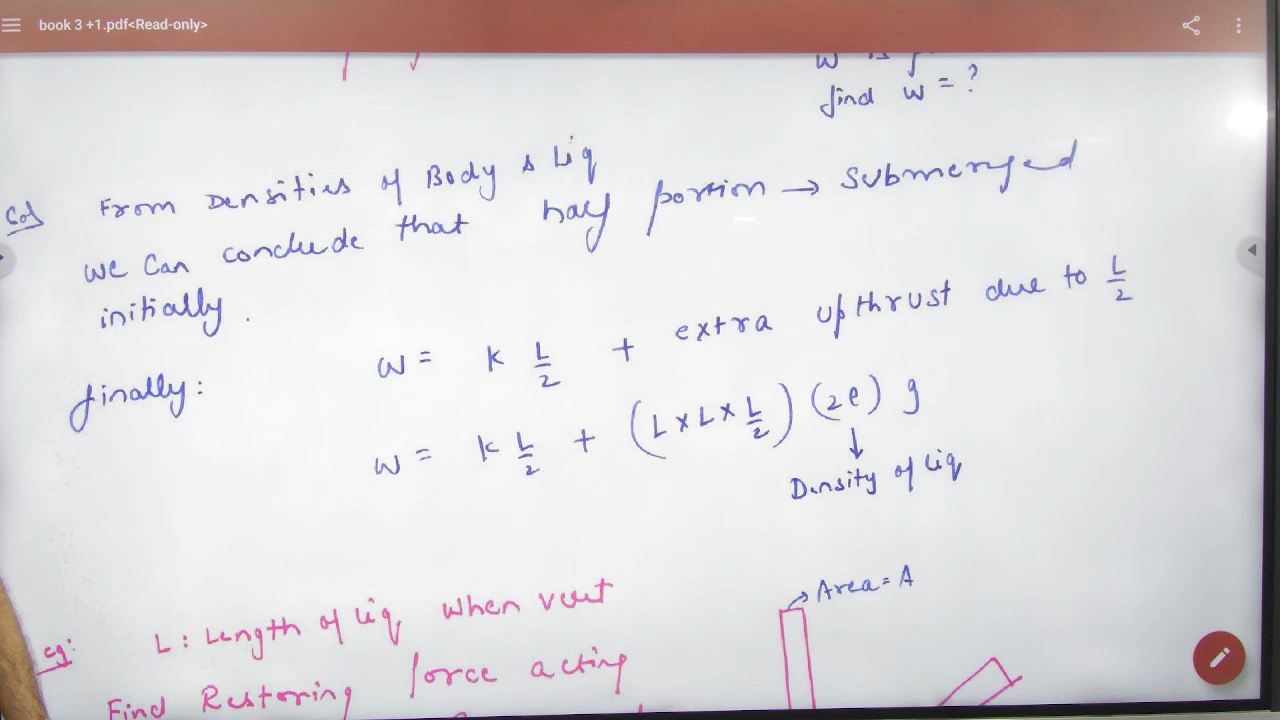 book 3 +1.pdf<Read-only>
find w = ?
Sol From Densities of Body & Liq
we can conclude that half portion → submerged
initially.
finally: w = k L/2 + extra upthrust due to L/2
w = k L/2 + (L × L × L/2) (2ρ) g
↓
Density of Liq
→ Area = A
eg: L : Length of liq, when vert
Find Restoring force acting